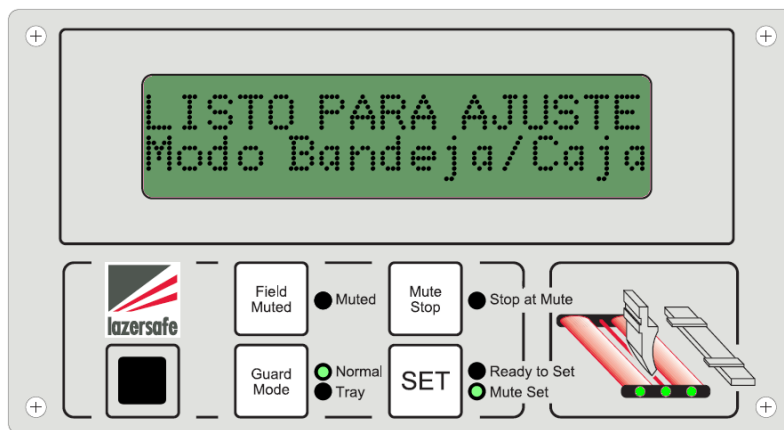 LISTO PARA AJUSTE
Modo Bandeja/Caja
lazersafe
Field
Muted
Muted
Mute
Stop
Stop at Mute
Guard
Mode
Normal
Tray
SET
Ready to Set
Mute Set